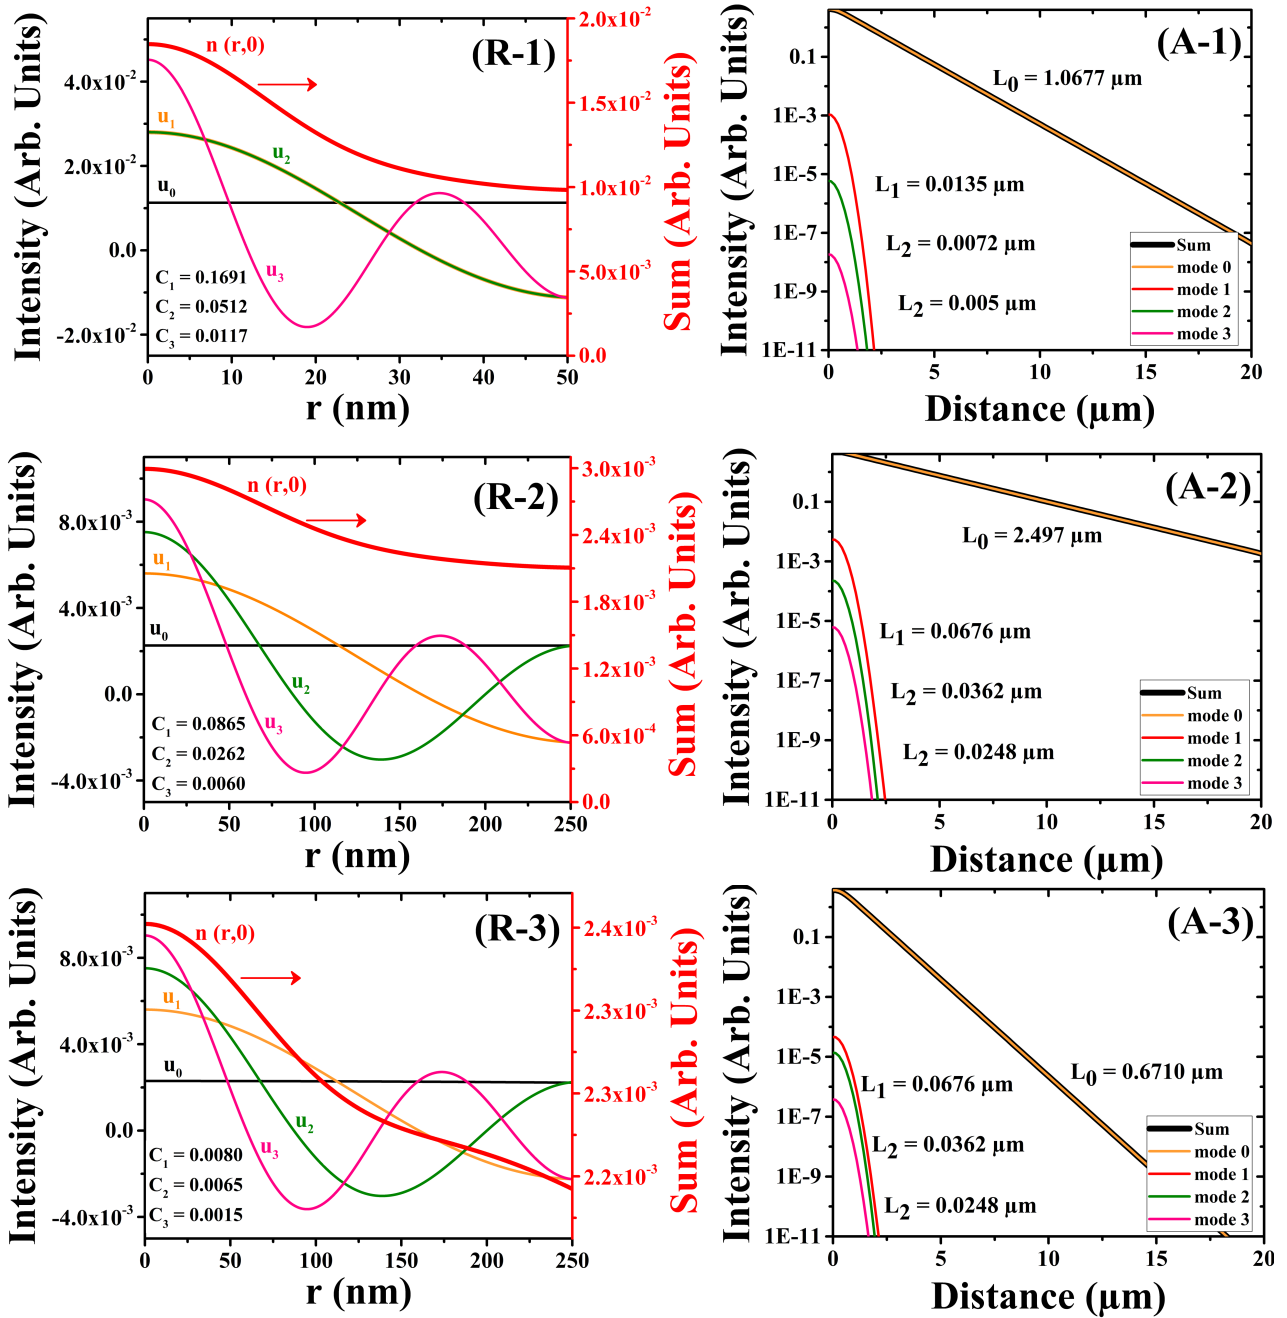 (R-1)
n (r,0)
u1
u2
u0
u3
C1 = 0.1691
C2 = 0.0512
C3 = 0.0117
4.0x10-2
2.0x10-2
0.0
-2.0x10-2
Intensity (Arb. Units)
2.0x10-2
1.5x10-2
1.0x10-2
5.0x10-3
0.0
Sum (Arb. Units)
0 10 20 30 40 50
r (nm)
(A-1)
L0 = 1.0677 µm
L1 = 0.0135 µm
L2 = 0.0072 µm
L2 = 0.005 µm
Sum
mode 0
mode 1
mode 2
mode 3
0.1
1E-3
1E-5
1E-7
1E-9
1E-11
Intensity (Arb. Units)
0 5 10 15 20
Distance (µm)
(R-2)
n (r,0)
u1
u0
u2
u3
C1 = 0.0865
C2 = 0.0262
C3 = 0.0060
8.0x10-3
4.0x10-3
0.0
-4.0x10-3
Intensity (Arb. Units)
3.0x10-3
2.4x10-3
1.8x10-3
1.2x10-3
6.0x10-4
0.0
Sum (Arb. Units)
0 50 100 150 200 250
r (nm)
(A-2)
L0 = 2.497 µm
L1 = 0.0676 µm
L2 = 0.0362 µm
L2 = 0.0248 µm
Sum
mode 0
mode 1
mode 2
mode 3
0.1
1E-3
1E-5
1E-7
1E-9
1E-11
Intensity (Arb. Units)
0 5 10 15 20
Distance (µm)
(R-3)
n (r,0)
u1
u0
u2
u3
C1 = 0.0080
C2 = 0.0065
C3 = 0.0015
8.0x10-3
4.0x10-3
0.0
-4.0x10-3
Intensity (Arb. Units)
2.4x10-3
2.3x10-3
2.3x10-3
2.2x10-3
Sum (Arb. Units)
0 50 100 150 200 250
r (nm)
(A-3)
L0 = 0.6710 µm
L1 = 0.0676 µm
L2 = 0.0362 µm
L2 = 0.0248 µm
Sum
mode 0
mode 1
mode 2
mode 3
0.1
1E-3
1E-5
1E-7
1E-9
1E-11
Intensity (Arb. Units)
0 5 10 15 20
Distance (µm)